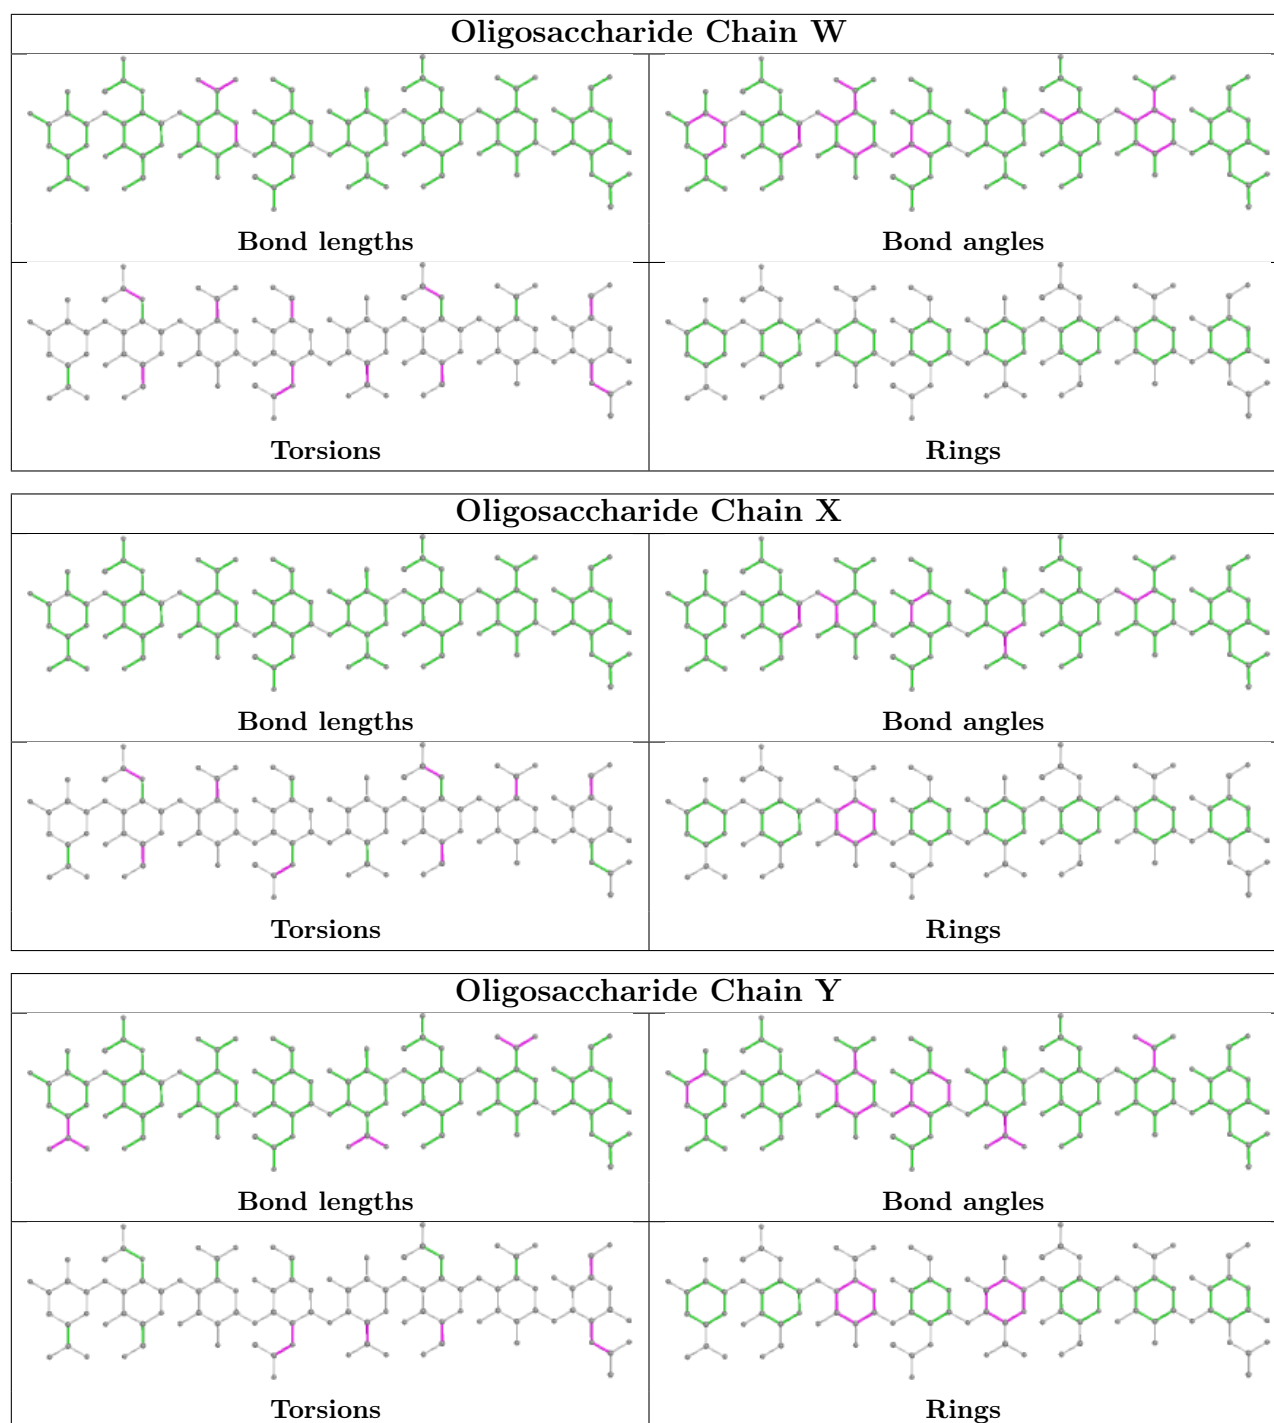 Oligosaccharide Chain W
Bond lengths
Bond angles
Torsions
Rings
Oligosaccharide Chain X
Bond lengths
Bond angles
Torsions
Rings
Oligosaccharide Chain Y
Bond lengths
Bond angles
Torsions
Rings